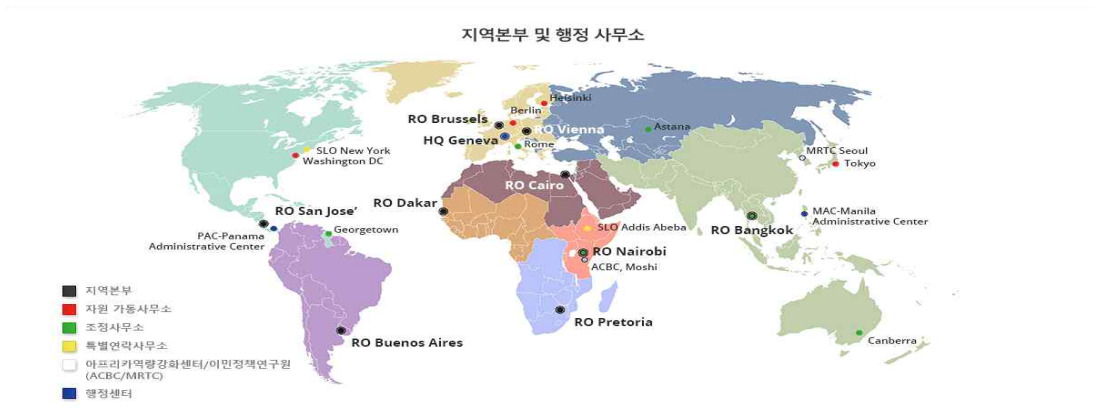 지역본부 및 행정 사무소
Helsinki
Berlin
RO Brussels
RO Vienna
Astana
HQ Geneva
Rome
SLO New York
Washington DC
MRTC Seoul
Tokyo
RO Cairo
RO Dakar
RO San Jose’
PAC-Panama
Administrative Center
Georgetown
SLO Addis Abeba
MAC-Manila
Administrative Center
RO Bangkok
RO Nairobi
ACBC, Moshi
RO Pretoria
RO Buenos Aires
Canberra
지역본부
자원 가동사무소
조정사무소
특별연락사무소
아프리카역량강화센터/이민정책연구원
(ACBC/MRTC)
행정센터